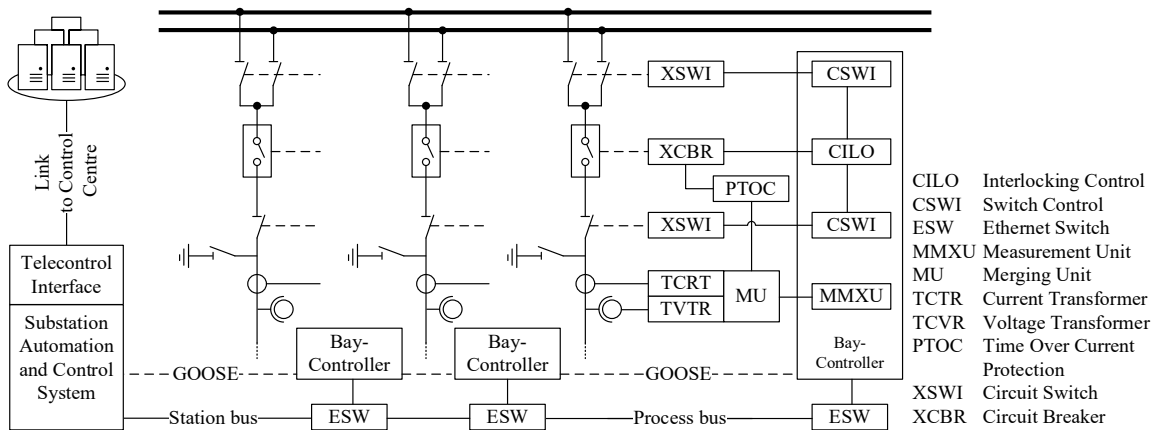 XSWI
CSWI
XCBR
CILO
PTOC
XSWI
CSWI
TCRT
TVTR
MU
MMXU
Link
to Control
Centre
Telecontrol
Interface
Substation
Automation
and Control
System
Bay-
Controller
Bay-
Controller
Bay-
Controller
GOOSE
GOOSE
Station bus
ESW
ESW
Process bus
ESW
CILO Interlocking Control
CSWI Switch Control
ESW Ethernet Switch
MMXU Measurement Unit
MU Merging Unit
TCTR Current Transformer
TCVR Voltage Transformer
PTOC Time Over Current
Protection
XSWI Circuit Switch
XCBR Circuit Breaker